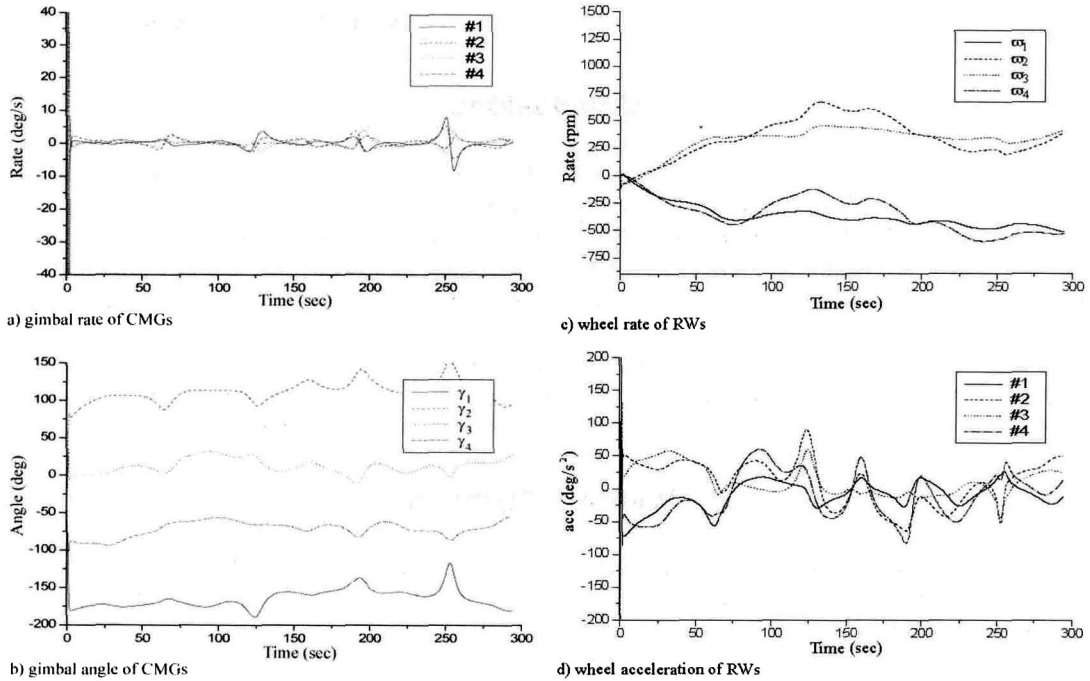 40
30
20
10
0
-10
-20
-30
-40
Rate (deg/s)
#1
#2
#3
#4
0 50 100 150 200 250 300
Time (sec)
a) gimbal rate of CMGs
1500
1250
1000
750
500
250
0
-250
-500
-750
Rate (rpm)
ϖ1
ϖ2
ϖ3
ϖ4
0 50 100 150 200 250 300
Time (sec)
c) wheel rate of RWs
150
100
50
0
-50
-100
-150
-200
Angle (deg)
γ1
γ2
γ3
γ4
0 50 100 150 200 250 300
Time (sec)
b) gimbal angle of CMGs
200
150
100
50
0
-50
-100
-150
-200
acc (deg/s²)
#1
#2
#3
#4
0 50 100 150 200 250 300
Time (sec)
d) wheel acceleration of RWs